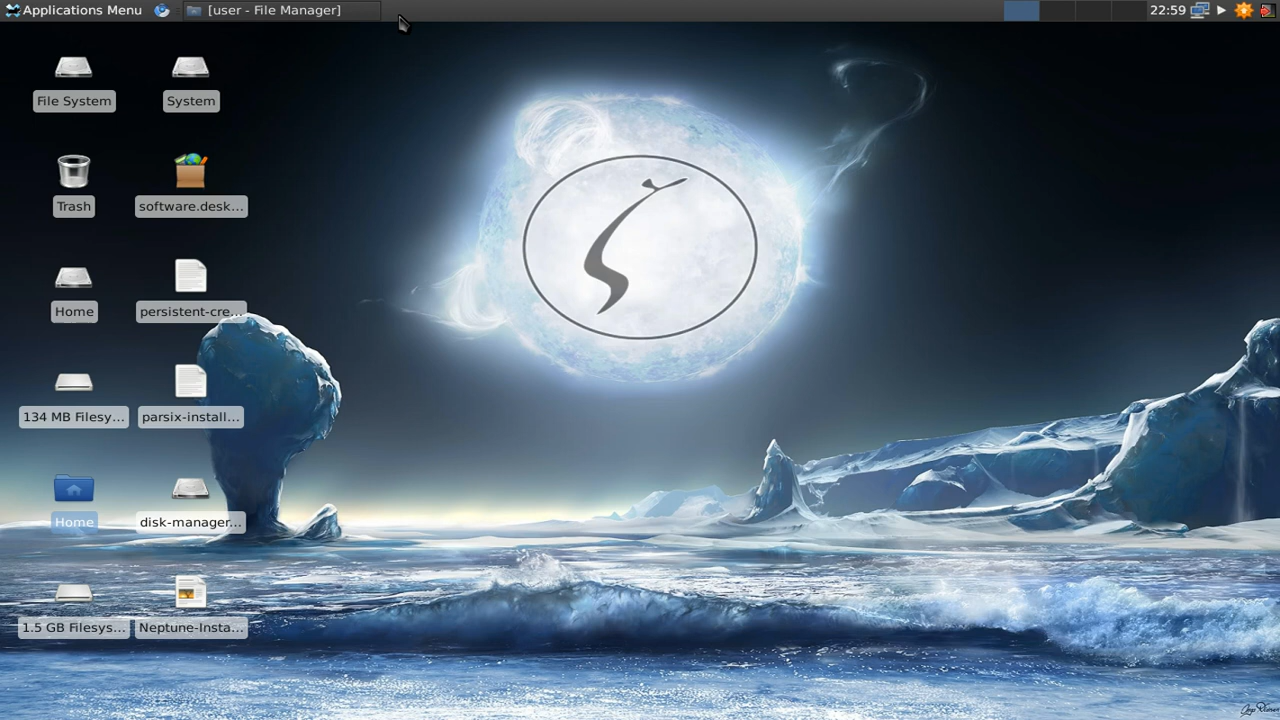 Applications Menu
[user - File Manager]
22:59
File System
System
Trash
software.desk...
Home
persistent-cre...
134 MB Filesy...
parsix-install...
Home
disk-manager...
1.5 GB Filesys...
Neptune-Insta...